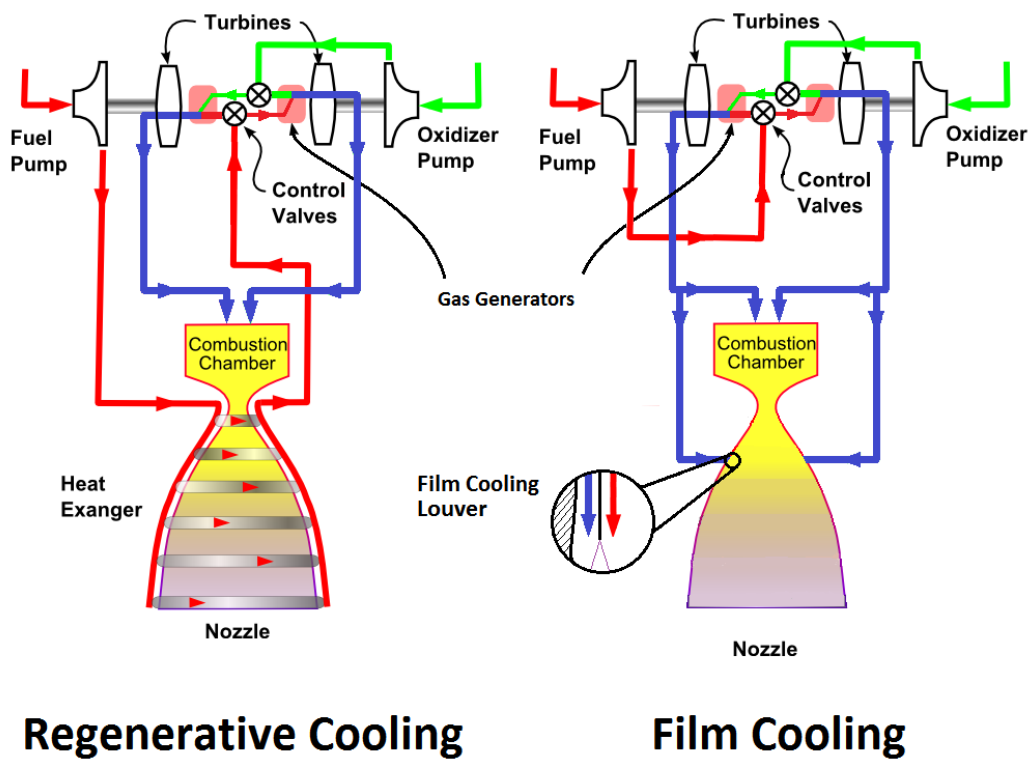 Turbines
Fuel
Pump
Oxidizer
Pump
Control
Valves
Combustion
Chamber
Heat
Exanger
Nozzle
Gas Generators
Turbines
Fuel
Pump
Oxidizer
Pump
Control
Valves
Combustion
Chamber
Film Cooling
Louver
Nozzle
Regenerative Cooling
Film Cooling